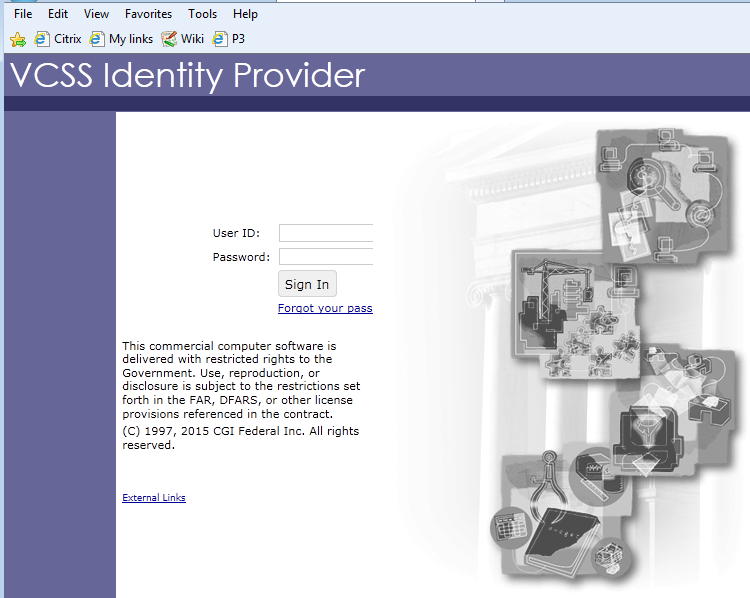 File Edit View Favorites Tools Help
Citrix My links Wiki P3
VCSS Identity Provider
User ID:
Password:
Sign In
Forgot your pass
This commercial computer software is
delivered with restricted rights to the
Government. Use, reproduction, or
disclosure is subject to the restrictions set
forth in the FAR, DFARS, or other license
provisions referenced in the contract.
(C) 1997, 2015 CGI Federal Inc. All rights
reserved.
External Links